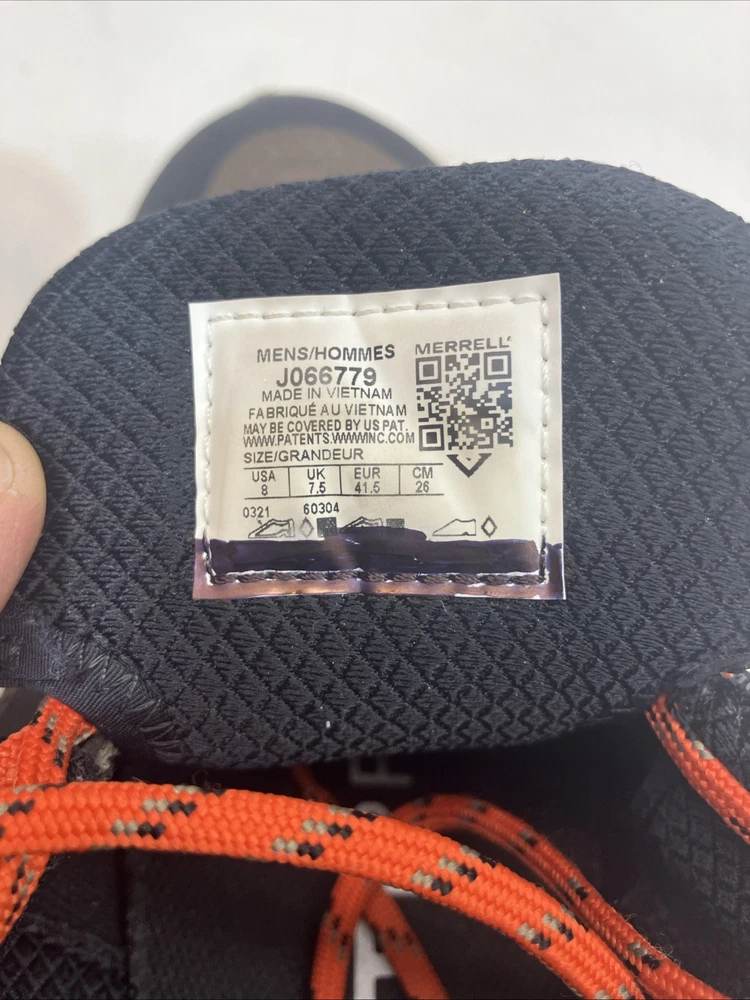 MENS/HOMMES
J066779
MADE IN VIETNAM
FABRIQUÉ AU VIETNAM
MAY BE COVERED BY US PAT.
WWW.PATENTS.WWWINC.COM
SIZE/GRANDEUR
USA UK EUR CM
8 7.5 41.5 26
0321 60304
MERRELL